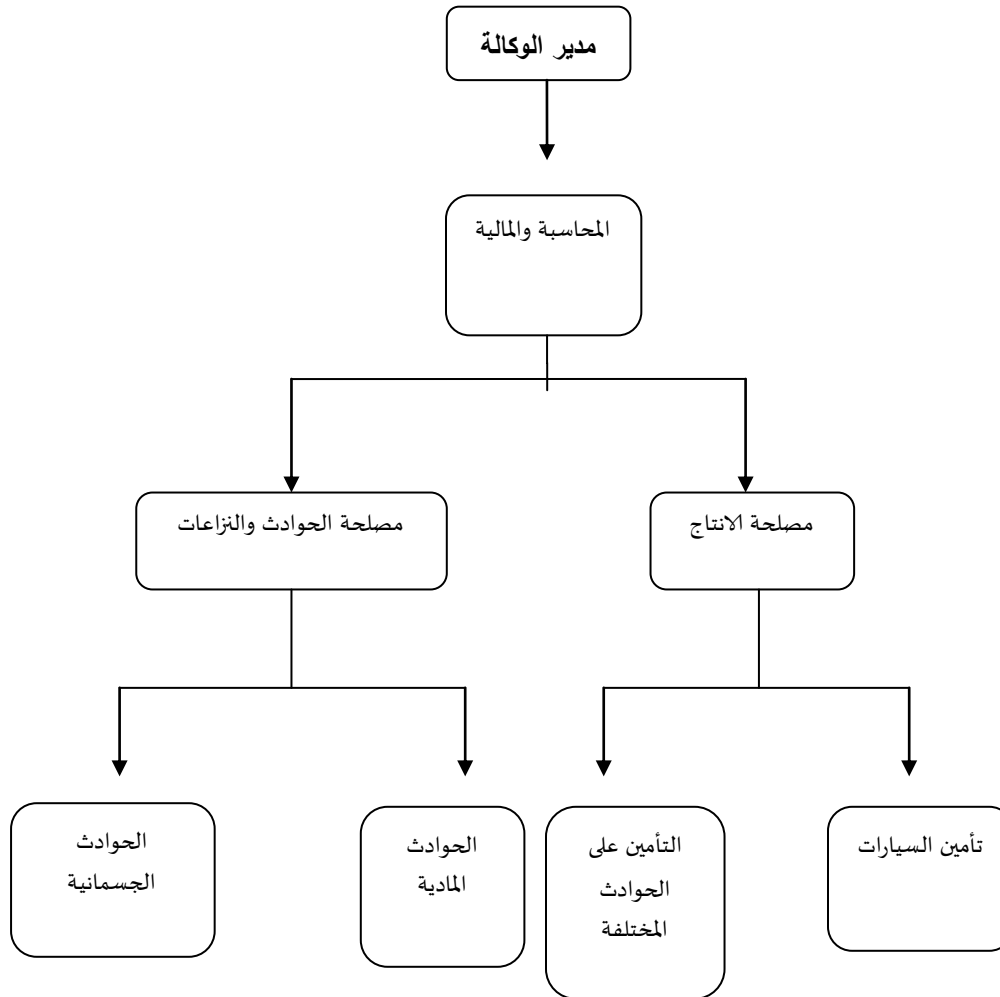 مدير الوكالة
المحاسبة والمالية
مصلحة الانتاج
مصلحة الحوادث والنزاعات
تأمين السيارات
التأمين على
الحوادث
المختلفة
الحوادث
المادية
الحوادث
الجسمانية